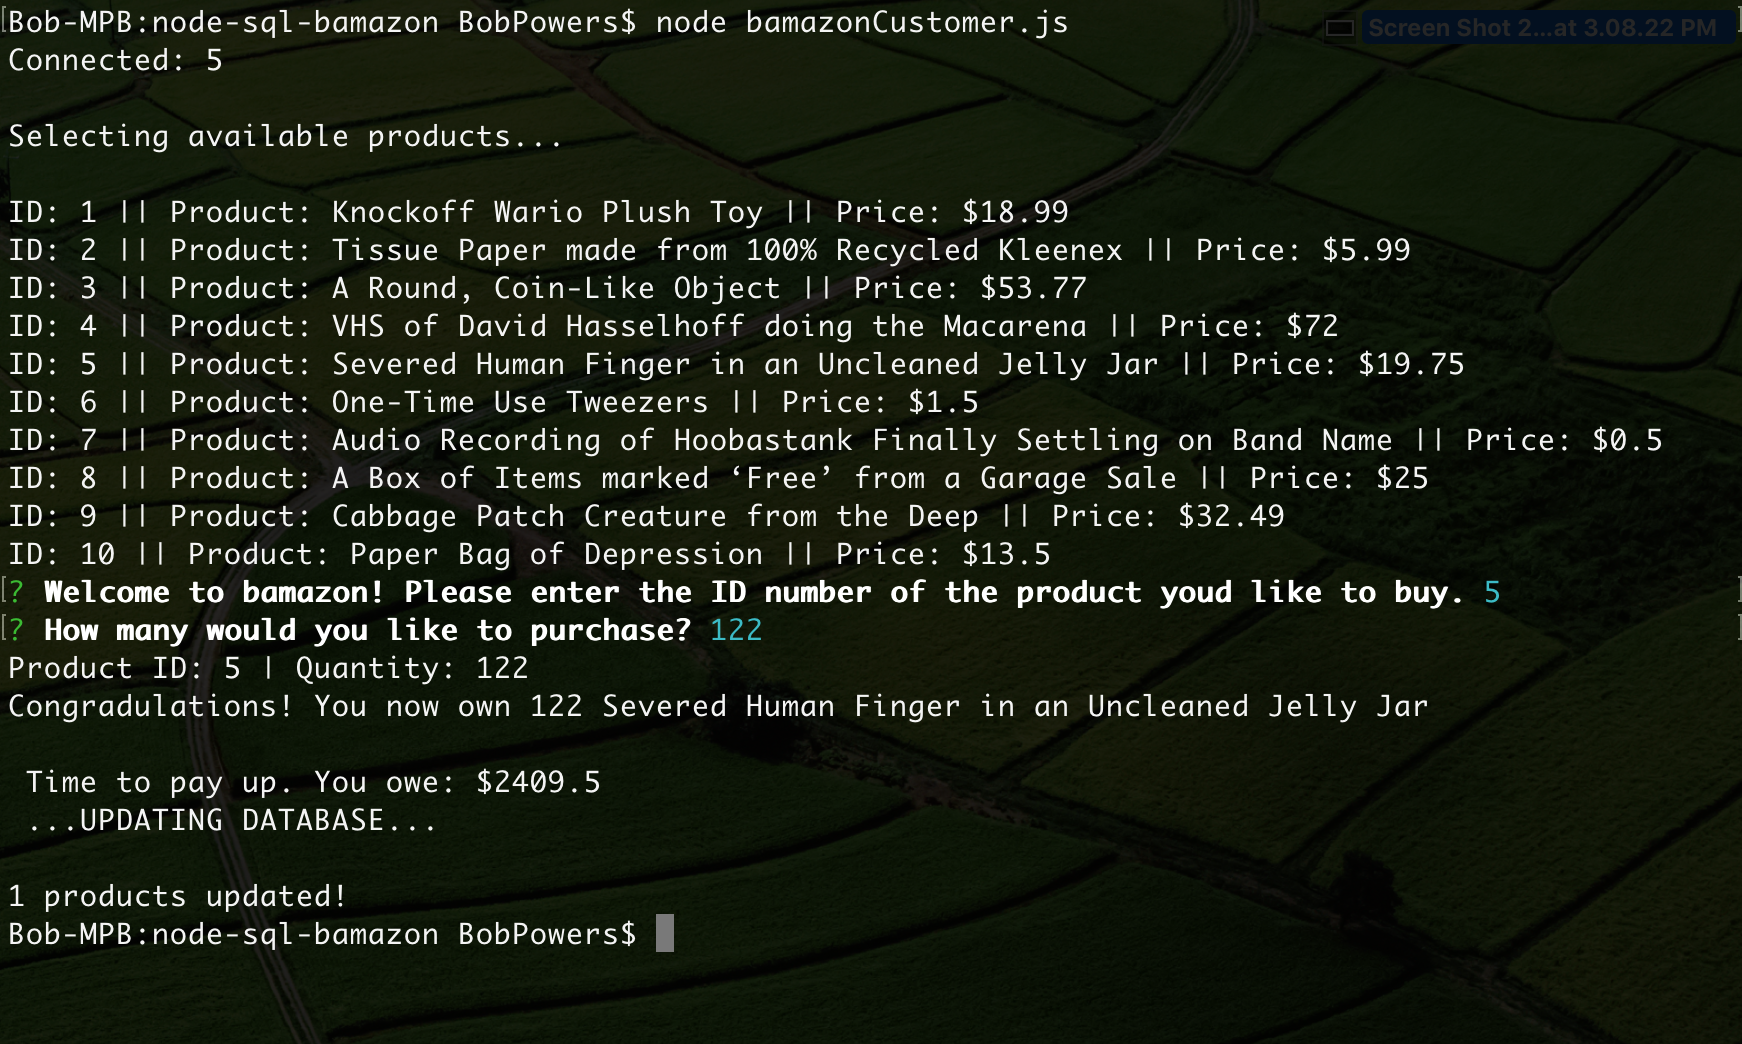 Bob-MPB:node-sql-bamazon BobPowers$ node bamazonCustomer.js
Screen Shot 2...at 3.08.22 PM
Connected: 5
Selecting available products...
ID: 1 || Product: Knockoff Wario Plush Toy || Price: $18.99
ID: 2 || Product: Tissue Paper made from 100% Recycled Kleenex || Price: $5.99
ID: 3 || Product: A Round, Coin-Like Object || Price: $53.77
ID: 4 || Product: VHS of David Hasselhoff doing the Macarena || Price: $72
ID: 5 || Product: Severed Human Finger in an Uncleaned Jelly Jar || Price: $19.75
ID: 6 || Product: One-Time Use Tweezers || Price: $1.5
ID: 7 || Product: Audio Recording of Hoobastank Finally Settling on Band Name || Price: $0.5
ID: 8 || Product: A Box of Items marked ‘Free’ from a Garage Sale || Price: $25
ID: 9 || Product: Cabbage Patch Creature from the Deep || Price: $32.49
ID: 10 || Product: Paper Bag of Depression || Price: $13.5
? Welcome to bamazon! Please enter the ID number of the product youd like to buy. 5
? How many would you like to purchase? 122
Product ID: 5 | Quantity: 122
Congradulations! You now own 122 Severed Human Finger in an Uncleaned Jelly Jar
Time to pay up. You owe: $2409.5
...UPDATING DATABASE...
1 products updated!
Bob-MPB:node-sql-bamazon BobPowers$